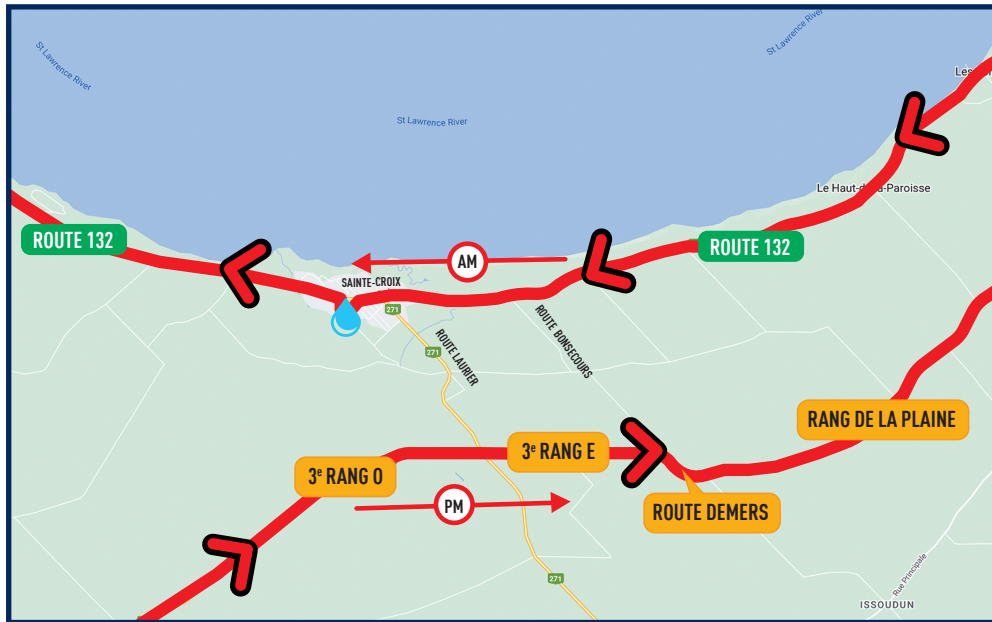 St Lawrence River
St Lawrence River
St Lawrence River
Le Haut-de-la-Paroisse
ROUTE 132
ROUTE 132
AM
SAINTE-CROIX
271
ROUTE BONSECOURS
271
ROUTE LAURIER
RANG DE LA PLAINE
3e RANG E
3e RANG O
PM
ROUTE DEMERS
271
Rue Principale
ISSOUDUN